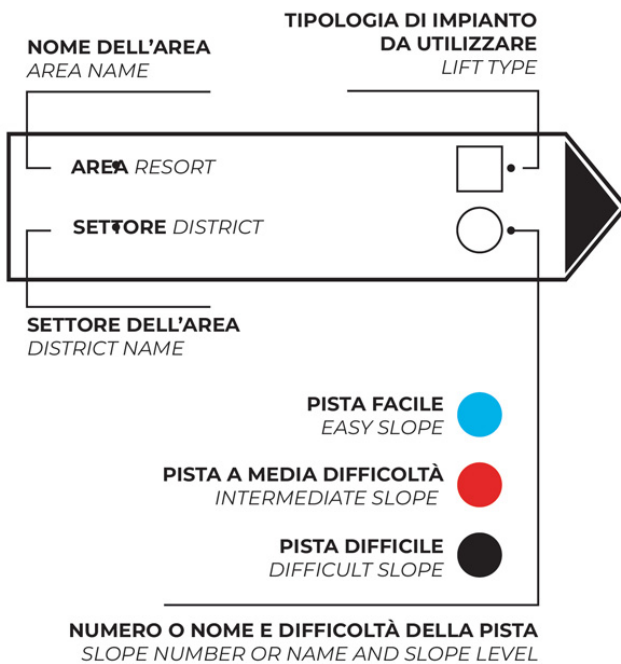 NOME DELL'AREA
AREA NAME
TIPOLOGIA DI IMPIANTO
DA UTILIZZARE
LIFT TYPE
AREA RESORT
SETTORE DISTRICT
SETTORE DELL'AREA
DISTRICT NAME
PISTA FACILE
EASY SLOPE
PISTA A MEDIA DIFFICOLTÀ
INTERMEDIATE SLOPE
PISTA DIFFICILE
DIFFICULT SLOPE
NUMERO O NOME E DIFFICOLTÀ DELLA PISTA
SLOPE NUMBER OR NAME AND SLOPE LEVEL